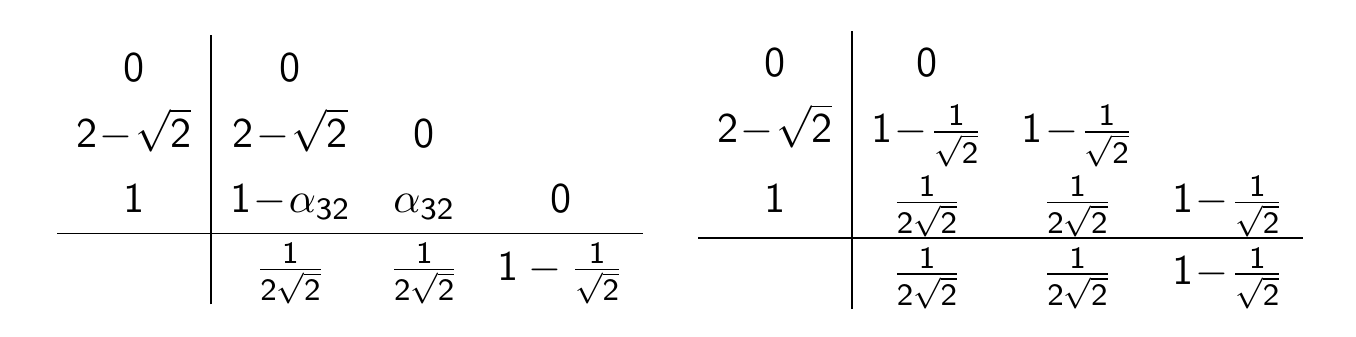 0 | 0
2−√2 | 2−√2 0
1 | 1−α₃₂ α₃₂ 0
| 1/(2√2) 1/(2√2) 1 − 1/√2
0 | 0
2−√2 | 1−1/√2 1−1/√2
1 | 1/(2√2) 1/(2√2) 1−1/√2
| 1/(2√2) 1/(2√2) 1−1/√2